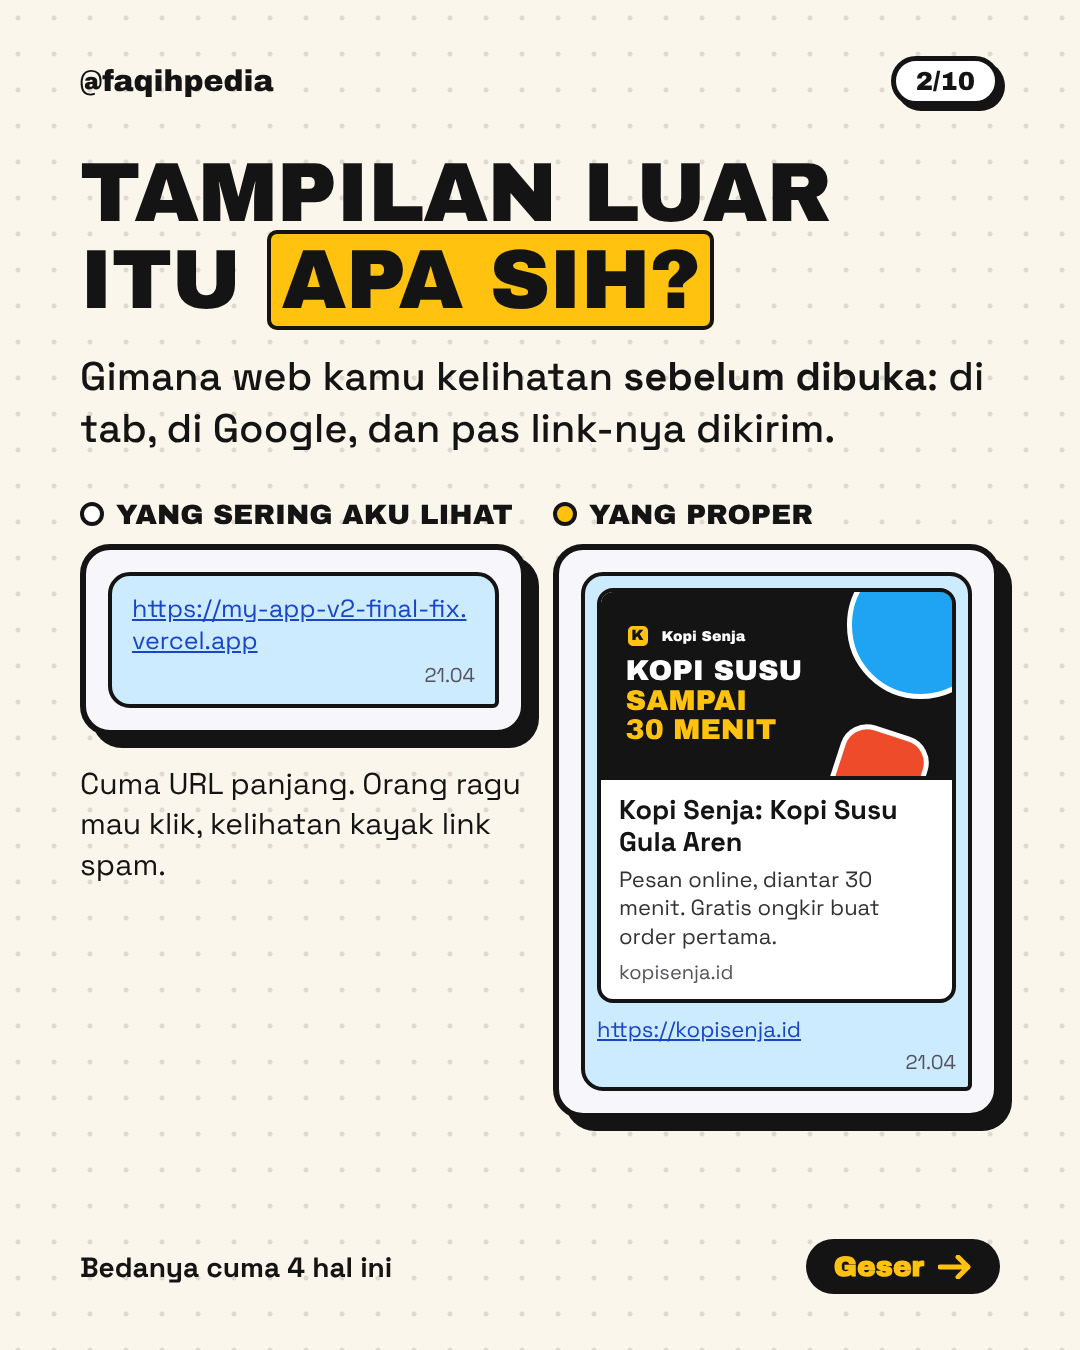 @faqihpedia
2/10
TAMPILAN LUAR
ITU APA SIH?
Gimana web kamu kelihatan sebelum dibuka: di
tab, di Google, dan pas link-nya dikirim.
YANG SERING AKU LIHAT
https://my-app-v2-final-fix.
vercel.app
21.04
Cuma URL panjang. Orang ragu
mau klik, kelihatan kayak link
spam.
YANG PROPER
K Kopi Senja
KOPI SUSU
SAMPAI
30 MENIT
Kopi Senja: Kopi Susu
Gula Aren
Pesan online, diantar 30
menit. Gratis ongkir buat
order pertama.
kopisenja.id
https://kopisenja.id
21.04
Bedanya cuma 4 hal ini
Geser →